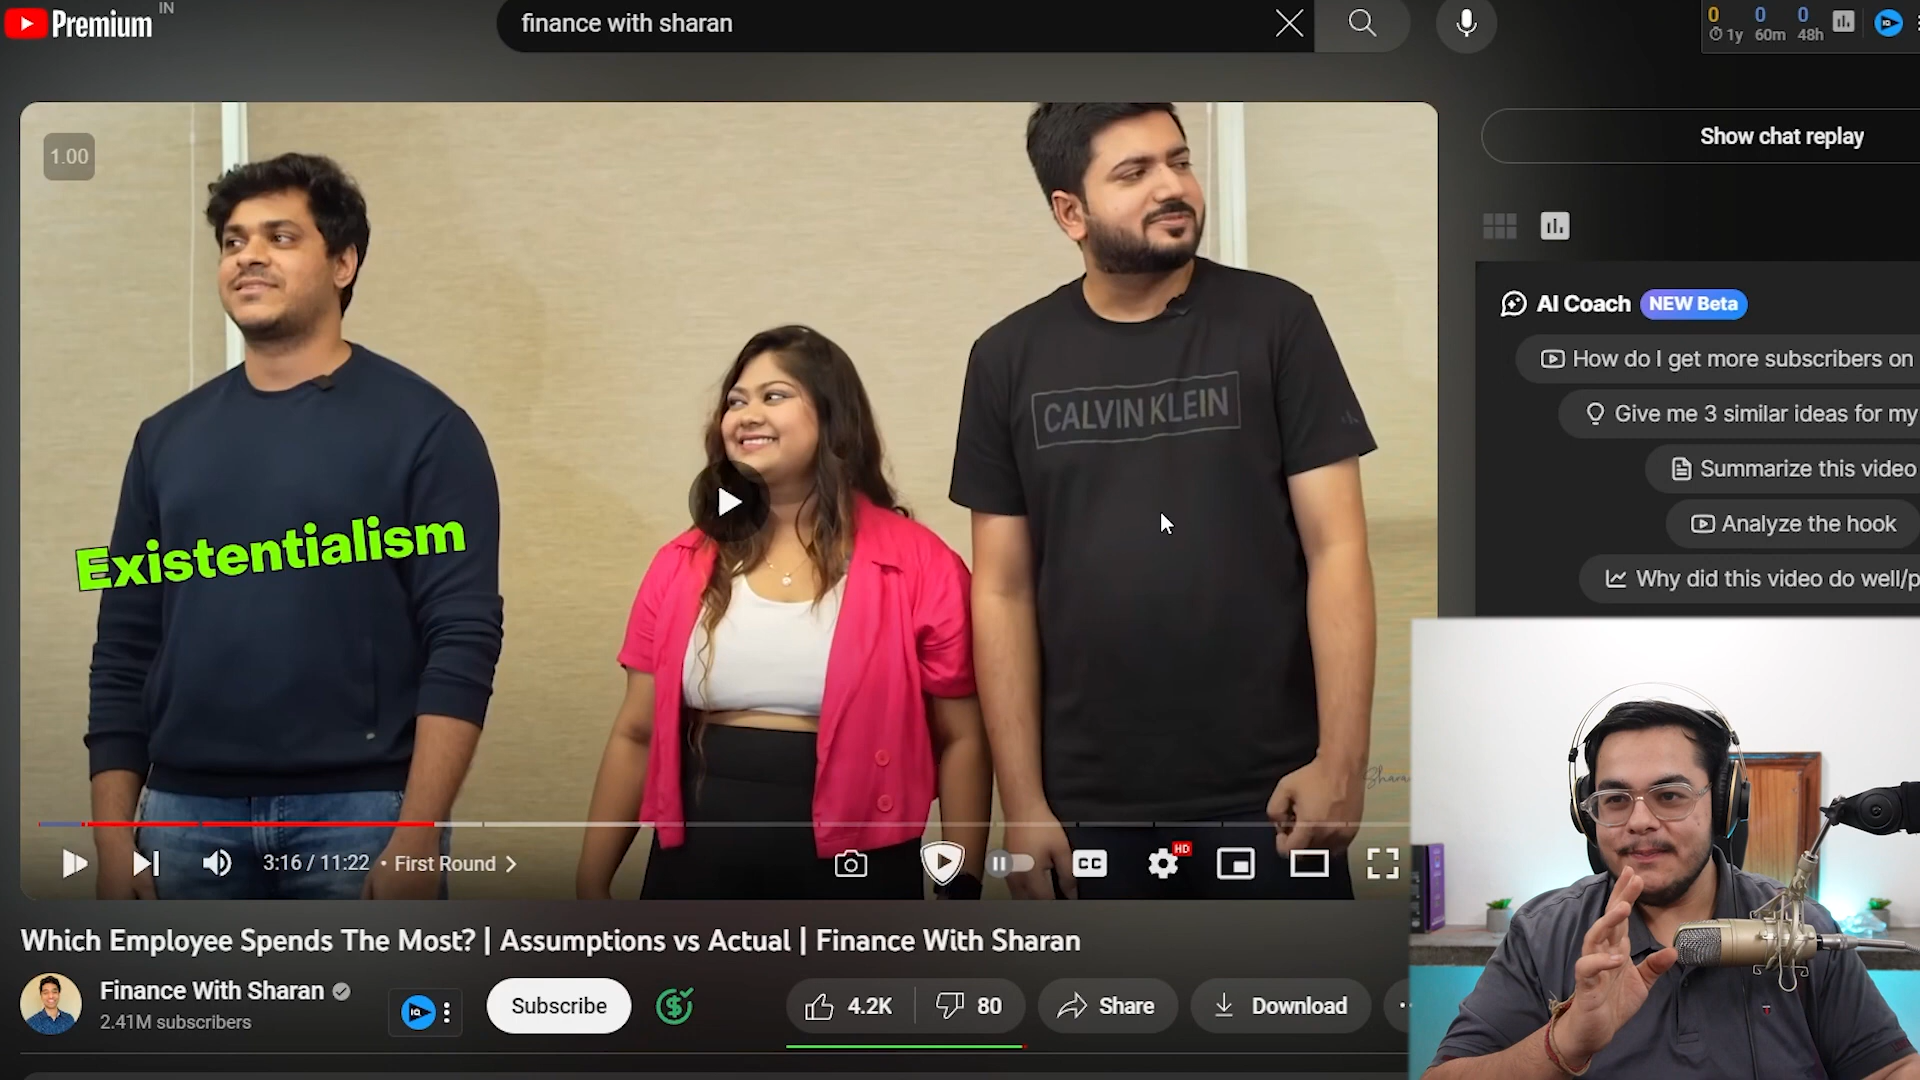 Premium IN
finance with sharan
0 0 0
1y 60m 48h
1.00
Show chat replay
CALVIN KLEIN
AI Coach NEW Beta
How do I get more subscribers on
Give me 3 similar ideas for my
Summarize this video
Analyze the hook
Why did this video do well/p
Existentialism
Sharan
3:16 / 11:22 • First Round
CC
HD
Which Employee Spends The Most? | Assumptions vs Actual | Finance With Sharan
Finance With Sharan
2.41M subscribers
IQ
Subscribe
4.2K
80
Share
Download